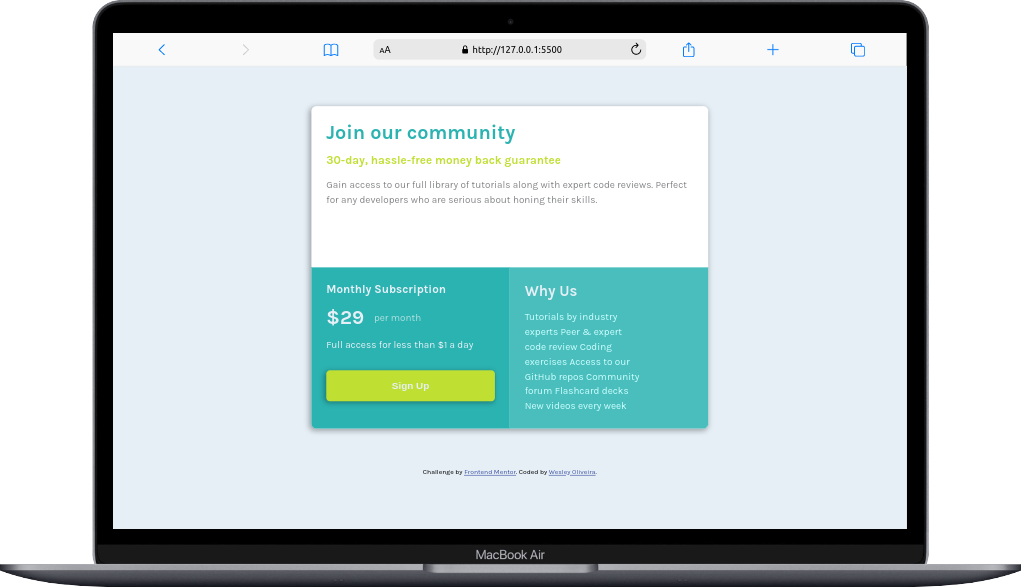 AA
http://127.0.0.1:5500
Join our community
30-day, hassle-free money back guarantee
Gain access to our full library of tutorials along with expert code reviews. Perfect
for any developers who are serious about honing their skills.
Monthly Subscription
$29 per month
Full access for less than $1 a day
Sign Up
Why Us
Tutorials by industry
experts Peer & expert
code review Coding
exercises Access to our
GitHub repos Community
forum Flashcard decks
New videos every week
Challenge by Frontend Mentor. Coded by Wesley Oliveira.
MacBook Air